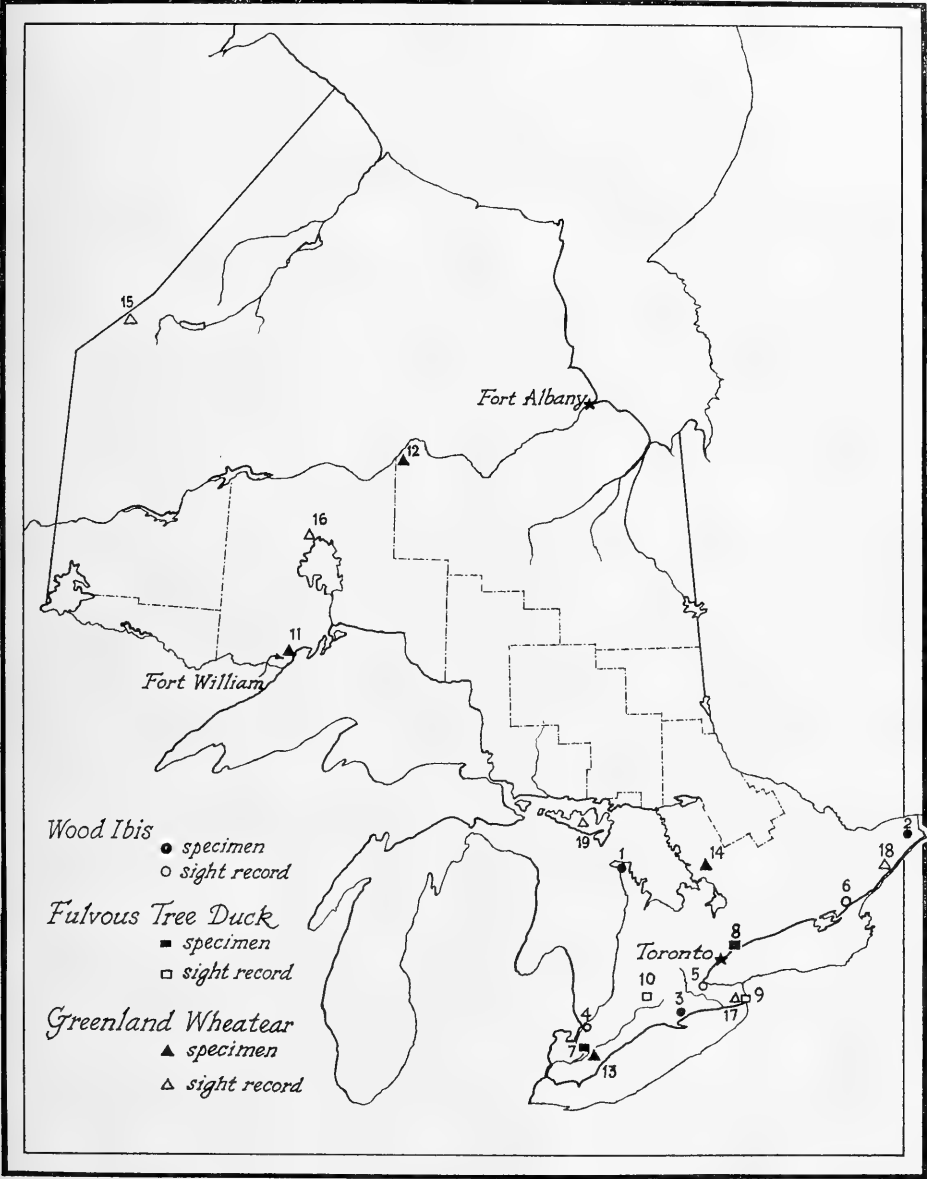 15
Fort Albany
12
16
11
Fort William
Wood Ibis
specimen
sight record
2
18
19
1
14
6
Fulvous Tree Duck
specimen
sight record
8
Toronto
10
5
3
17
9
Greenland Wheatear
specimen
sight record
4
7
13